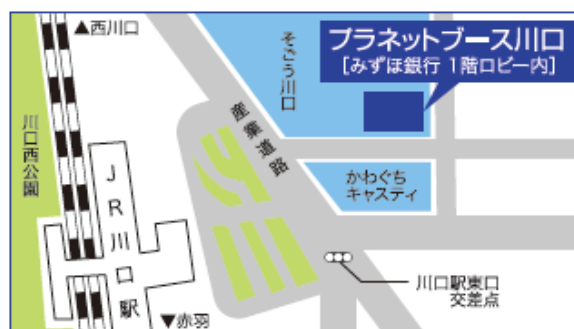 ▲西川口
そごう川口
プラネットブース川口
[みずほ銀行 1階ロビー内]
川口西公園
産業道路
JR川口駅
かわぐち
キャスティ
川口駅東口
交差点
▼赤羽